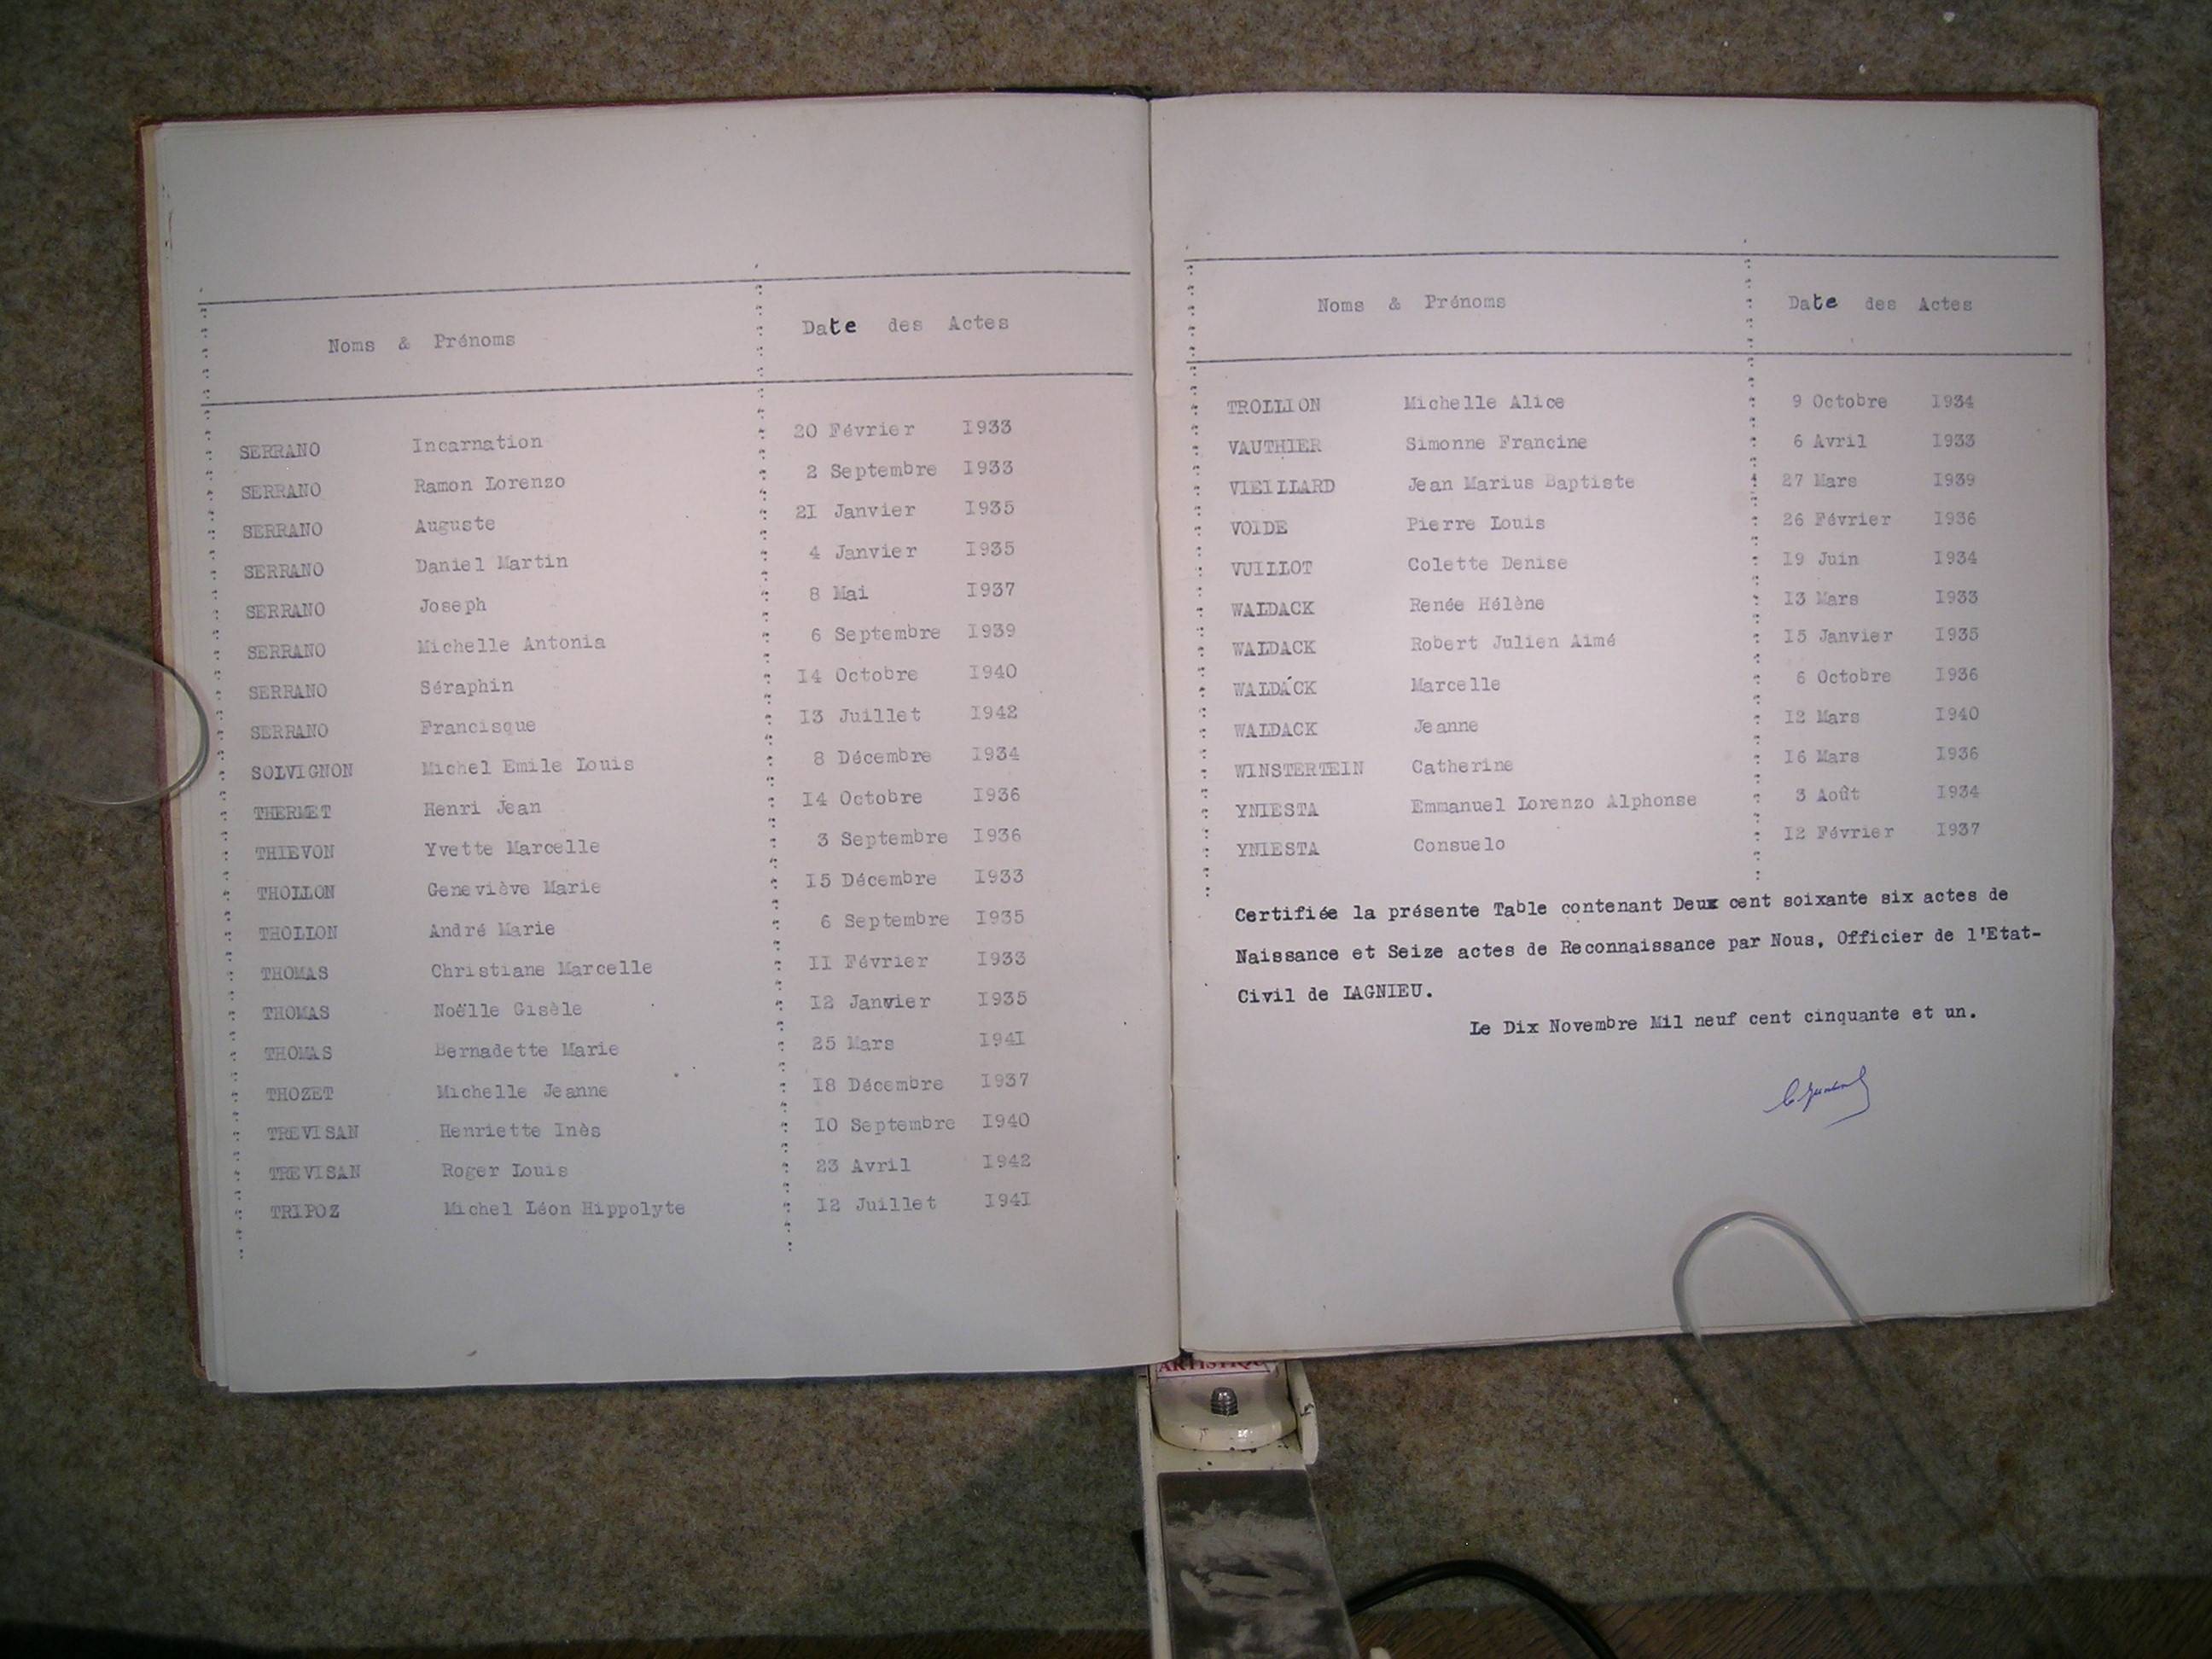 Noms & Prénoms Date des Actes
SERRANO Incarnation 20 Février 1933
SERRANO Ramon Lorenzo 2 Septembre 1933
SERRANO Auguste 21 Janvier 1935
SERRANO Daniel Martin 4 Janvier 1935
SERRANO Joseph 8 Mai 1937
SERRANO Michelle Antonia 6 Septembre 1939
SERRANO Séraphin 14 Octobre 1940
SERRANO Francisque 13 Juillet 1942
SOLVIGNON Michel Emile Louis 8 Décembre 1934
THERMET Henri Jean 14 Octobre 1936
THIEVON Yvette Marcelle 3 Septembre 1936
THOLLON Geneviève Marie 15 Décembre 1933
THOLLON André Marie 6 Septembre 1935
THOMAS Christiane Marcelle 11 Février 1933
THOMAS Noëlle Gisèle 12 Janvier 1935
THOMAS Bernadette Marie 25 Mars 1941
THOZET Michelle Jeanne 18 Décembre 1937
TREVISAN Henriette Inès 10 Septembre 1940
TREVISAN Roger Louis 23 Avril 1942
TRIPOZ Michel Léon Hippolyte 12 Juillet 1941
Noms & Prénoms Date des Actes
TROLLION Michelle Alice 9 Octobre 1934
VAUTHIER Simonne Francine 6 Avril 1933
VIEILLARD Jean Marius Baptiste 27 Mars 1939
VOIDE Pierre Louis 26 Février 1936
VUILLOT Colette Denise 19 Juin 1934
WALDACK Renée Hélène 13 Mars 1933
WALDACK Robert Julien Aimé 15 Janvier 1935
WALDACK Marcelle 6 Octobre 1936
WALDACK Jeanne 12 Mars 1940
WINSTERTEIN Catherine 16 Mars 1936
YNIESTA Emmanuel Lorenzo Alphonse 3 Août 1934
YNIESTA Consuelo 12 Février 1937
Certifiée la présente Table contenant Deux cent soixante six actes de
Naissance et Seize actes de Reconnaissance par Nous, Officier de l'Etat-
Civil de LAGNIEU.
Le Dix Novembre Mil neuf cent cinquante et un.